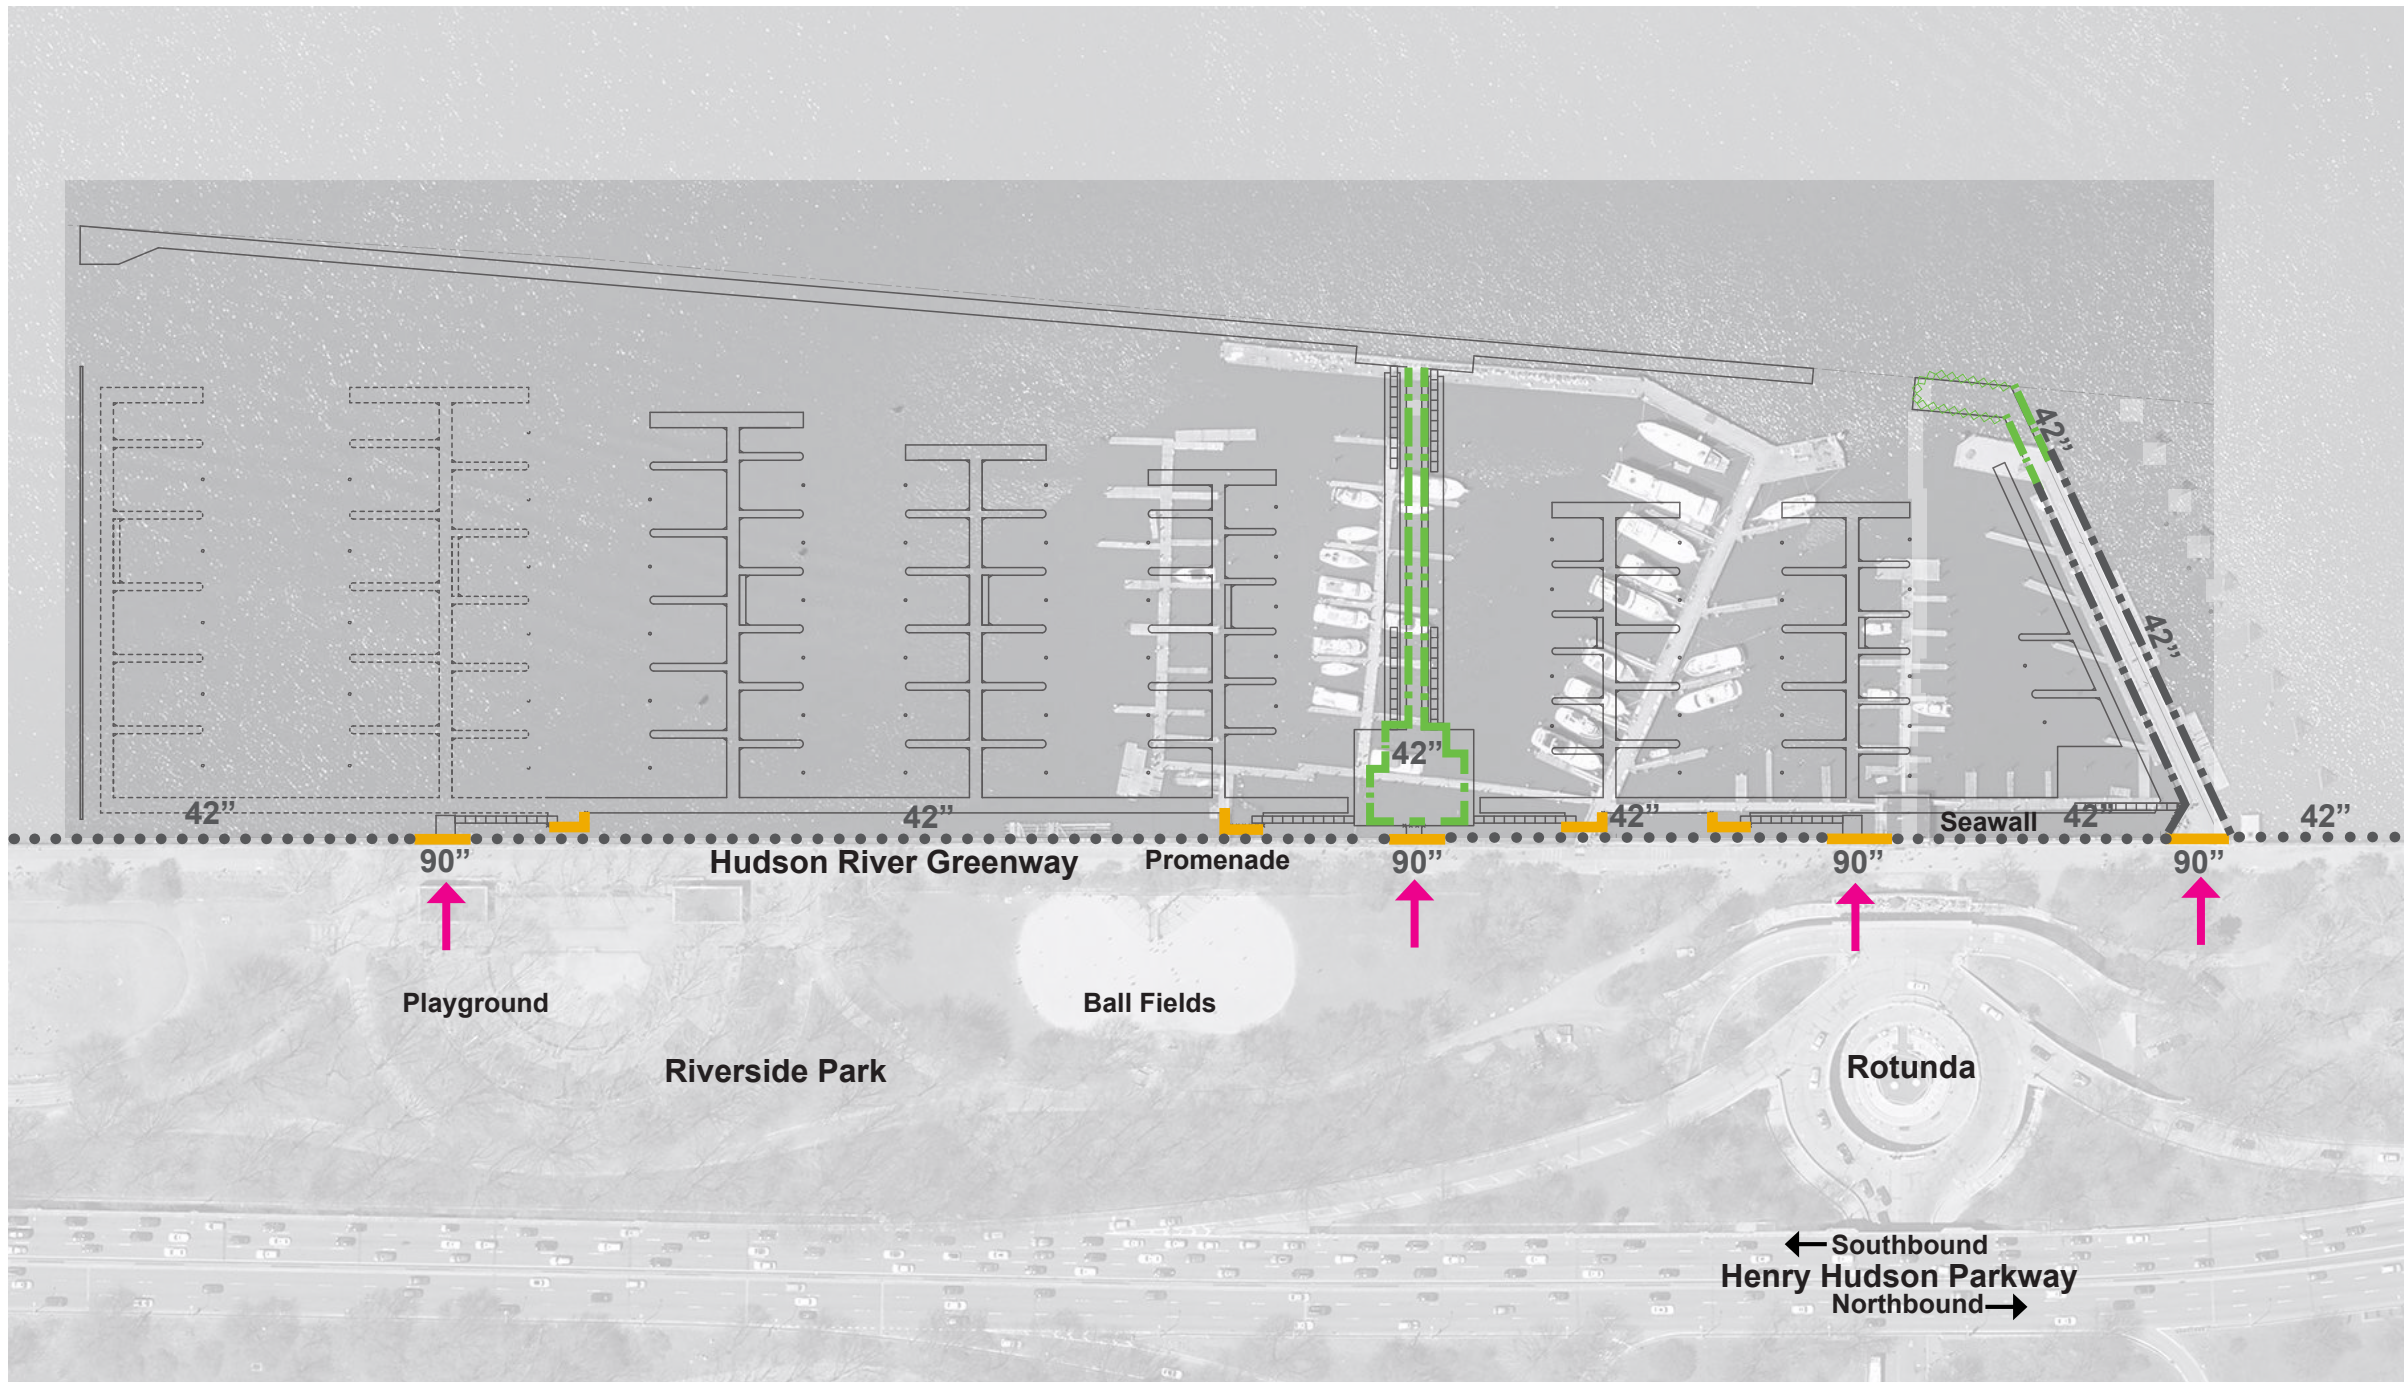 42”
42”
42”
42”
42”
42”
42”
Seawall
42”
42”
90”
Hudson River Greenway
Promenade
90”
90”
90”
Playground
Ball Fields
Riverside Park
Rotunda
Southbound
Henry Hudson Parkway
Northbound